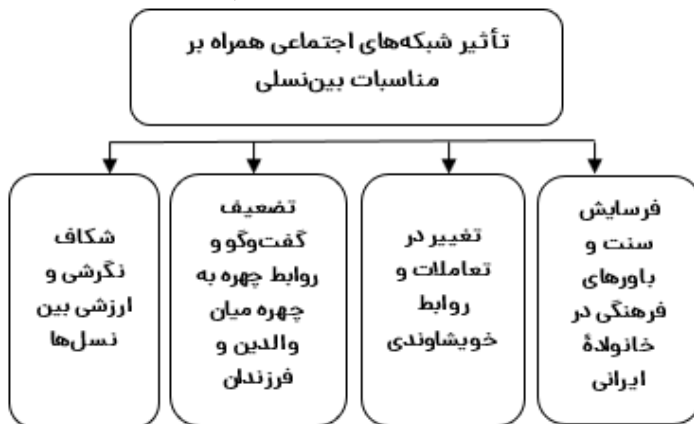 تأثیر شبکه‌های اجتماعی همراه بر
مناسبات بین‌نسلی
فرسایش
سنت و
باورهای
فرهنگی در
خانوادۀ
ایرانی
تغییر در
تعاملات و
روابط
خویشاوندی
تضعیف
گفت‌وگو و
روابط چهره به
چهره میان
والدین و
فرزندان
شکاف
نگرشی و
ارزشی بین
نسل‌ها